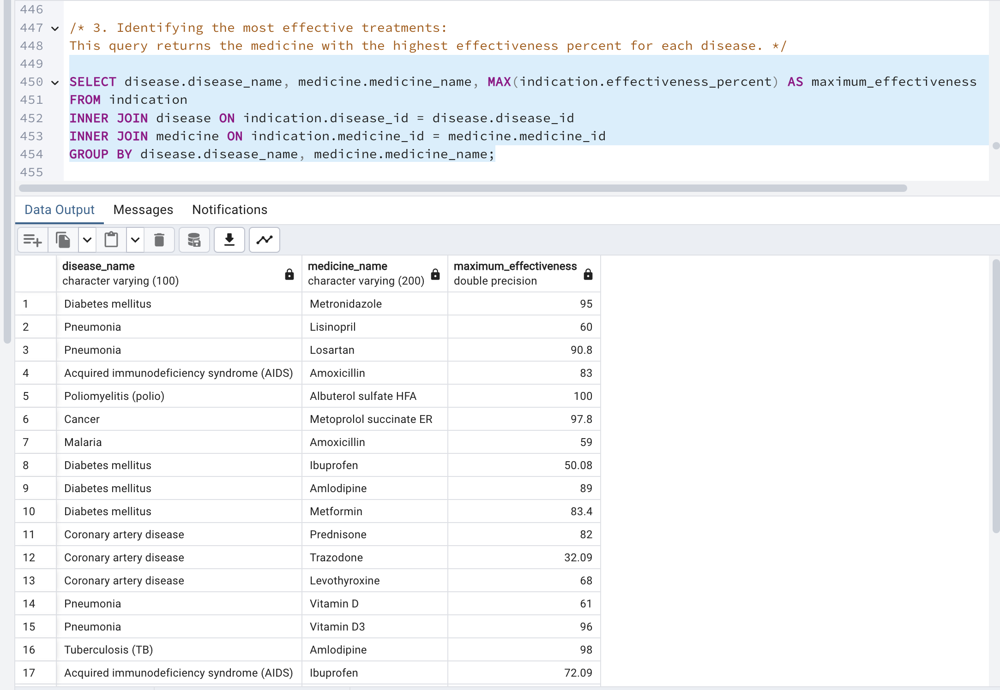 446
447 /* 3. Identifying the most effective treatments:
448 This query returns the medicine with the highest effectiveness percent for each disease. */
449
450 SELECT disease.disease_name, medicine.medicine_name, MAX(indication.effectiveness_percent) AS maximum_effectiveness
451 FROM indication
452 INNER JOIN disease ON indication.disease_id = disease.disease_id
453 INNER JOIN medicine ON indication.medicine_id = medicine.medicine_id
454 GROUP BY disease.disease_name, medicine.medicine_name;
455
Data Output Messages Notifications
disease_name medicine_name maximum_effectiveness
character varying (100) character varying (200) double precision
1 Diabetes mellitus Metronidazole 95
2 Pneumonia Lisinopril 60
3 Pneumonia Losartan 90.8
4 Acquired immunodeficiency syndrome (AIDS) Amoxicillin 83
5 Poliomyelitis (polio) Albuterol sulfate HFA 100
6 Cancer Metoprolol succinate ER 97.8
7 Malaria Amoxicillin 59
8 Diabetes mellitus Ibuprofen 50.08
9 Diabetes mellitus Amlodipine 89
10 Diabetes mellitus Metformin 83.4
11 Coronary artery disease Prednisone 82
12 Coronary artery disease Trazodone 32.09
13 Coronary artery disease Levothyroxine 68
14 Pneumonia Vitamin D 61
15 Pneumonia Vitamin D3 96
16 Tuberculosis (TB) Amlodipine 98
17 Acquired immunodeficiency syndrome (AIDS) Ibuprofen 72.09